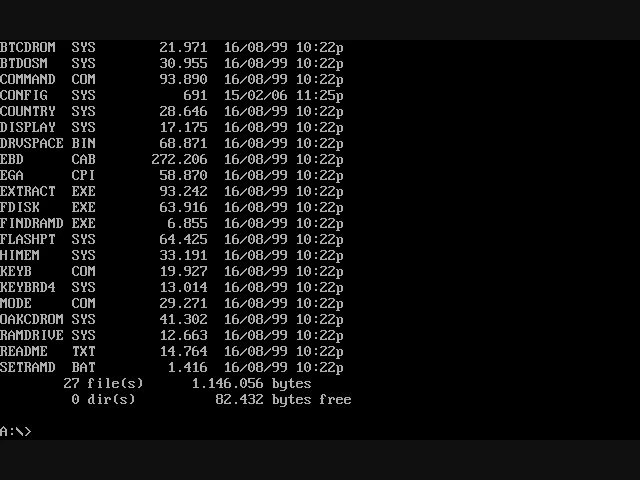 BTCDROM  SYS        21.971  16/08/99 10:22p
BTDOSM   SYS        30.955  16/08/99 10:22p
COMMAND  COM        93.890  16/08/99 10:22p
CONFIG   SYS           691  15/02/06 11:25p
COUNTRY  SYS        28.646  16/08/99 10:22p
DISPLAY  SYS        17.175  16/08/99 10:22p
DRVSPACE BIN        68.871  16/08/99 10:22p
EBD      CAB       272.206  16/08/99 10:22p
EGA      CPI        58.870  16/08/99 10:22p
EXTRACT  EXE        93.242  16/08/99 10:22p
FDISK    EXE        63.916  16/08/99 10:22p
FINDRAMD EXE         6.855  16/08/99 10:22p
FLASHPT  SYS        64.425  16/08/99 10:22p
HIMEM    SYS        33.191  16/08/99 10:22p
KEYB     COM        19.927  16/08/99 10:22p
KEYBRD4  SYS        13.014  16/08/99 10:22p
MODE     COM        29.271  16/08/99 10:22p
OAKCDROM SYS        41.302  16/08/99 10:22p
RAMDRIVE SYS        12.663  16/08/99 10:22p
README   TXT        14.764  16/08/99 10:22p
SETRAMD  BAT         1.416  16/08/99 10:22p
        27 file(s)      1.146.056 bytes
         0 dir(s)          82.432 bytes free
A:\>